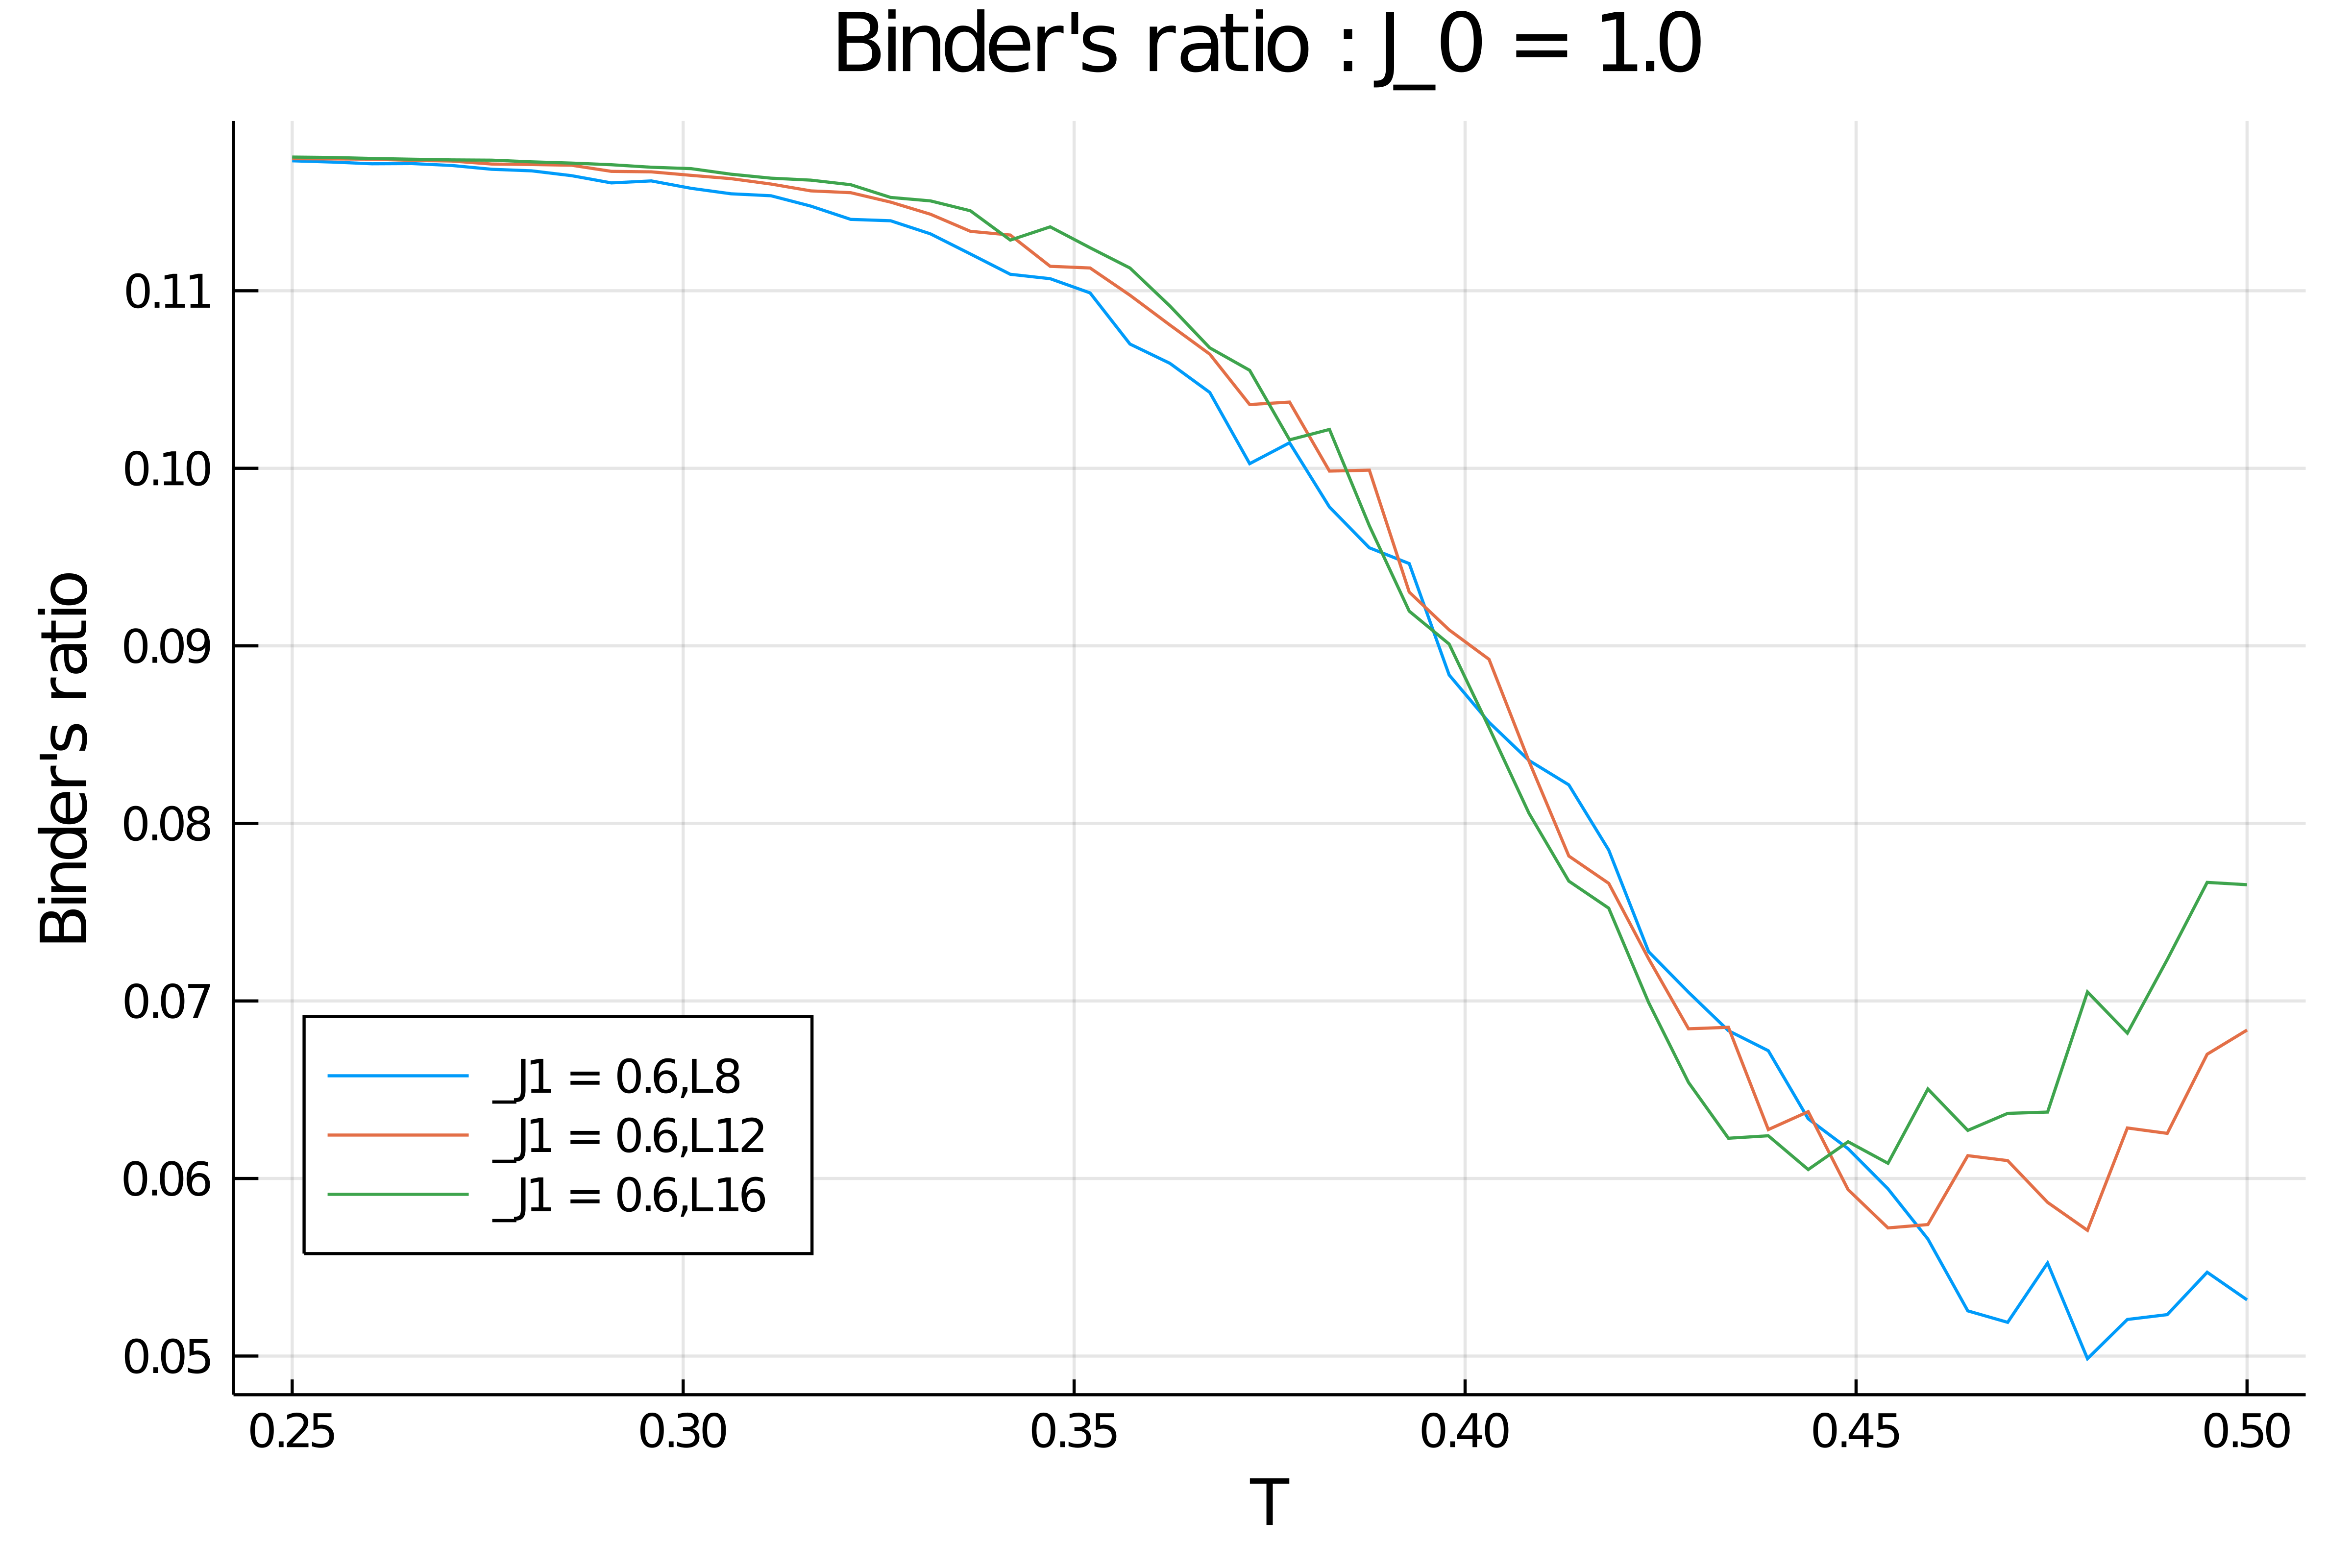 Binder's ratio : J_0 = 1.0
Binder's ratio
0.11
0.10
0.09
0.08
0.07
0.06
0.05
_J1 = 0.6,L8
_J1 = 0.6,L12
_J1 = 0.6,L16
0.25 0.30 0.35 0.40 0.45 0.50
T